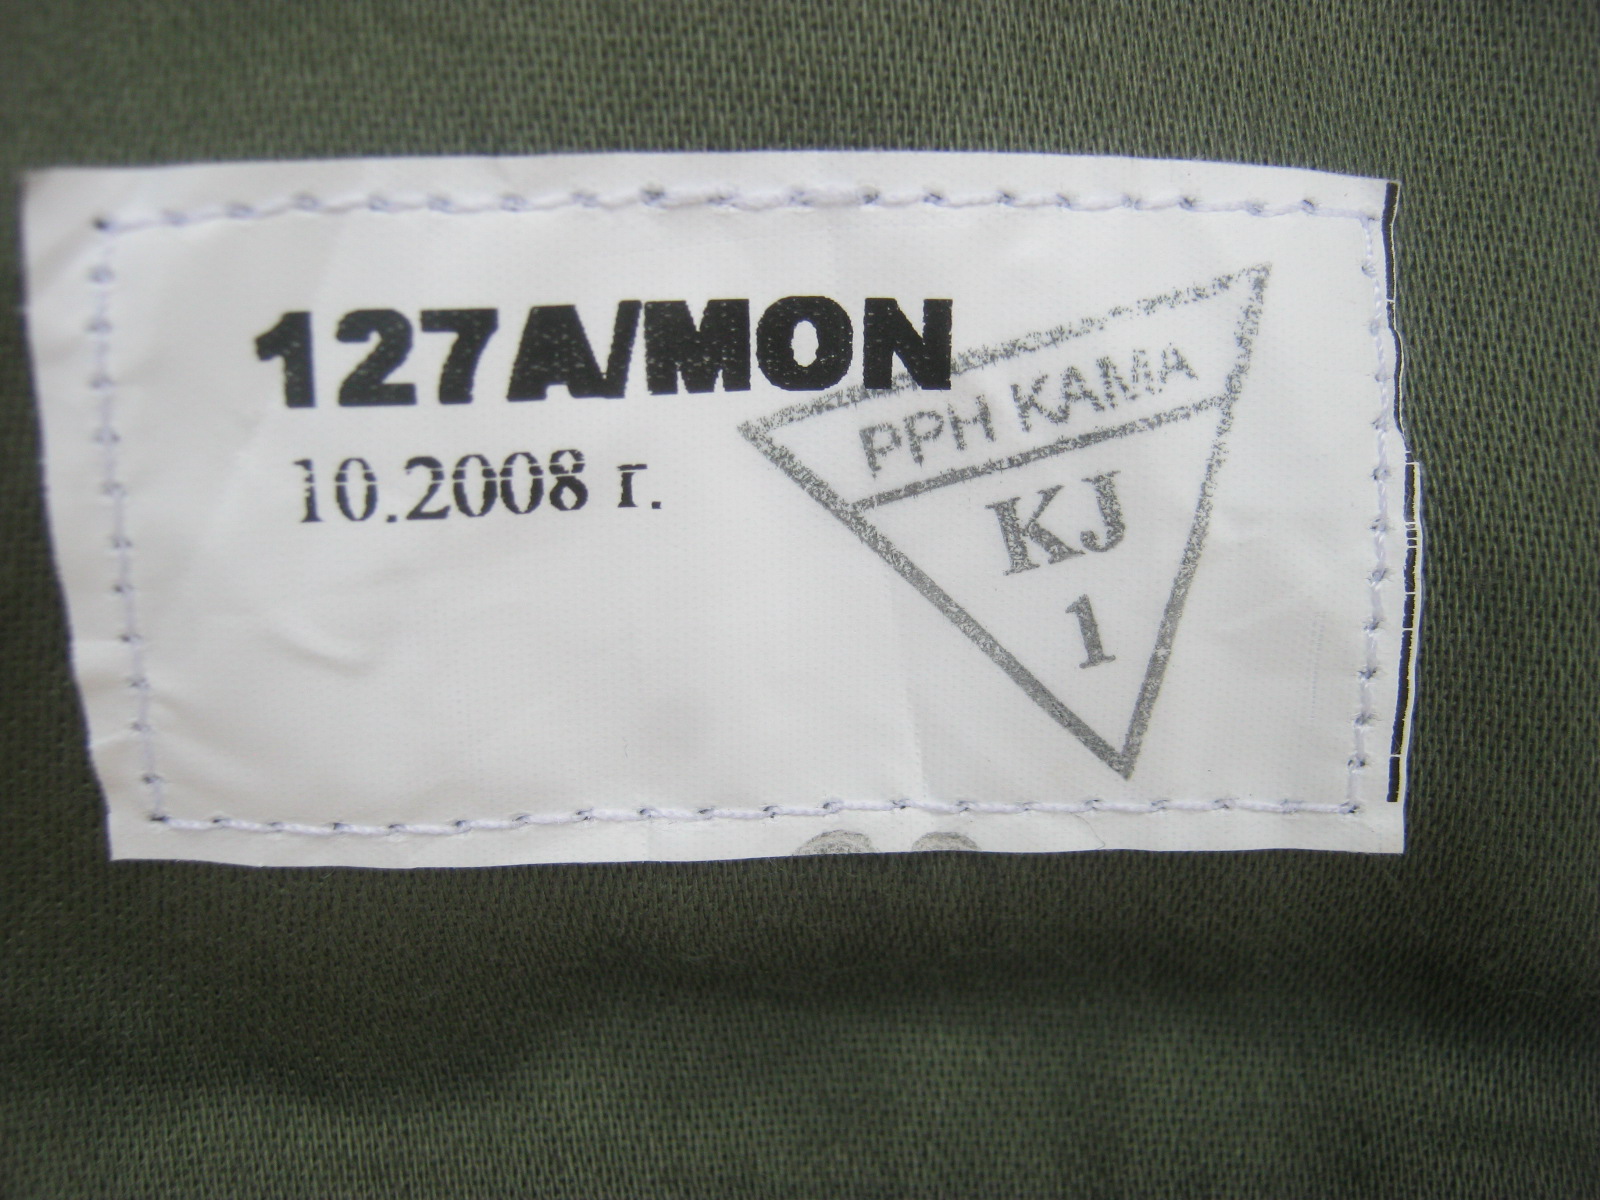 127A/MON
10.2008 r.
PPH KAMA
KJ
1